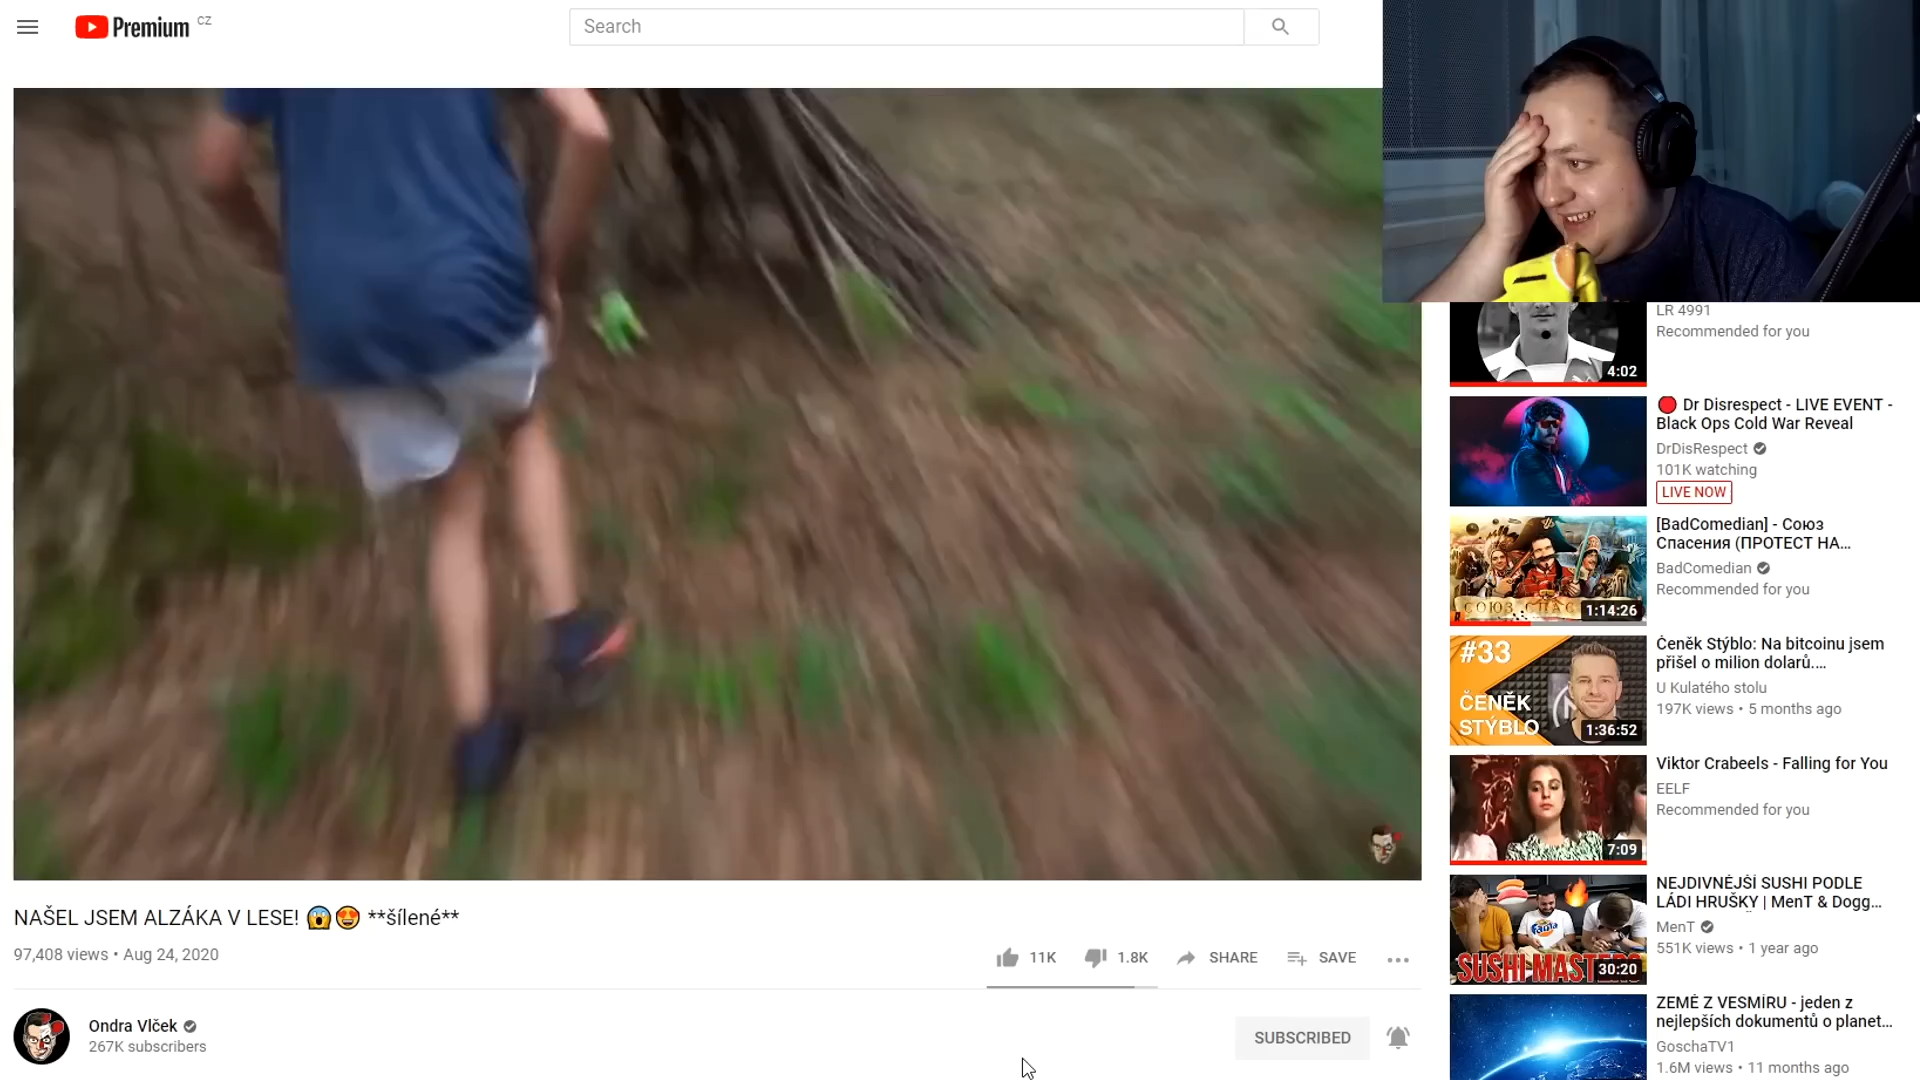 Premium CZ
Search
LR 4991
Recommended for you
4:02
Dr Disrespect - LIVE EVENT -
Black Ops Cold War Reveal
DrDisRespect
101K watching
LIVE NOW
[BadComedian] - Союз
Спасения (ПРОТЕСТ НА...
BadComedian
Recommended for you
СОЮЗ СПАС
1:14:26
Čeněk Stýblo: Na bitcoinu jsem
přišel o milion dolarů....
U Kulatého stolu
197K views • 5 months ago
#33
ČENĚK
STÝBLO
1:36:52
Viktor Crabeels - Falling for You
EELF
Recommended for you
7:09
NEJDIVNĚJŠÍ SUSHI PODLE
LÁDI HRUŠKY | MenT & Dogg...
MenT
551K views • 1 year ago
Fanta
SUSHI MASTERS
30:20
ZEMĚ Z VESMÍRU - jeden z
nejlepších dokumentů o planet...
GoschaTV1
1.6M views • 11 months ago
NAŠEL JSEM ALZÁKA V LESE! 😱😍 **šílené**
97,408 views • Aug 24, 2020
11K 1.8K SHARE SAVE
Ondra Vlček
267K subscribers
SUBSCRIBED